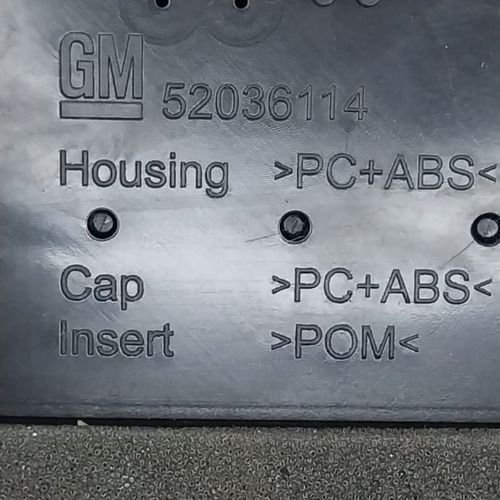 GM 52036114
Housing >PC+ABS<
Cap >PC+ABS<
Insert >POM<